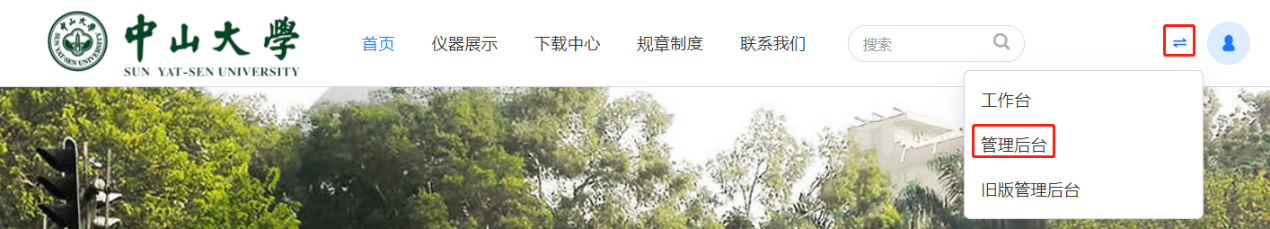 中山大學
SUN YAT-SEN UNIVERSITY
首页 仪器展示 下载中心 规章制度 联系我们 搜索
工作台
管理后台
旧版管理后台